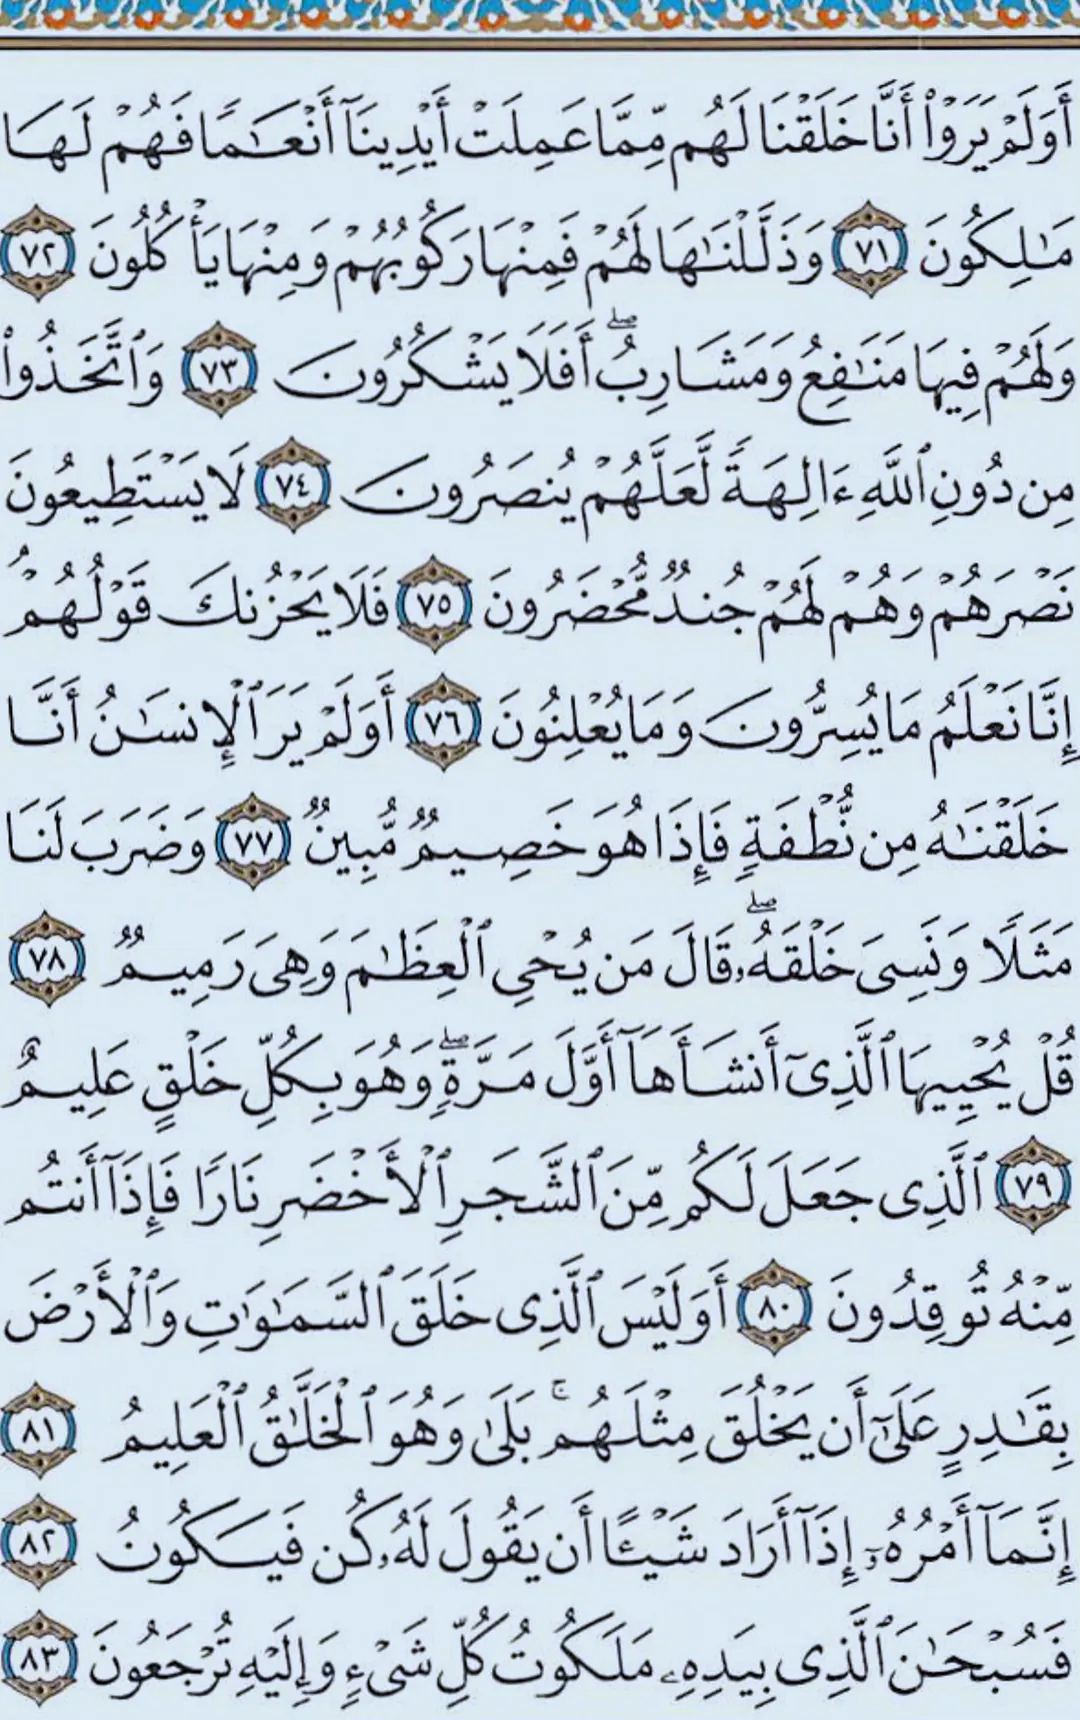 أَوَلَمْ يَرَوْا۟ أَنَّا خَلَقْنَا لَهُم مِّمَّا عَمِلَتْ أَيْدِينَآ أَنْعَـٰمًا فَهُمْ لَهَا
مَـٰلِكُونَ ٧١ وَذَلَّلْنَـٰهَا لَهُمْ فَمِنْهَا رَكُوبُهُمْ وَمِنْهَا يَأْكُلُونَ ٧٢
وَلَهُمْ فِيهَا مَنَـٰفِعُ وَمَشَارِبُ ۖ أَفَلَا يَشْكُرُونَ ٧٣ وَٱتَّخَذُوا۟
مِن دُونِ ٱللَّهِ ءَالِهَةً لَّعَلَّهُمْ يُنصَرُونَ ٧٤ لَا يَسْتَطِيعُونَ
نَصْرَهُمْ وَهُمْ لَهُمْ جُندٌ مُّحْضَرُونَ ٧٥ فَلَا يَحْزُنكَ قَوْلُهُمْ ۘ
إِنَّا نَعْلَمُ مَا يُسِرُّونَ وَمَا يُعْلِنُونَ ٧٦ أَوَلَمْ يَرَ ٱلْإِنسَـٰنُ أَنَّا
خَلَقْنَـٰهُ مِن نُّطْفَةٍ فَإِذَا هُوَ خَصِيمٌ مُّبِينٌ ٧٧ وَضَرَبَ لَنَا
مَثَلًا وَنَسِىَ خَلْقَهُۥ ۖ قَالَ مَن يُحْىِ ٱلْعِظَـٰمَ وَهِىَ رَمِيمٌ ٧٨
قُلْ يُحْيِيهَا ٱلَّذِىٓ أَنشَأَهَآ أَوَّلَ مَرَّةٍ ۖ وَهُوَ بِكُلِّ خَلْقٍ عَلِيمٌ
٧٩ ٱلَّذِى جَعَلَ لَكُم مِّنَ ٱلشَّجَرِ ٱلْأَخْضَرِ نَارًا فَإِذَآ أَنتُم
مِّنْهُ تُوقِدُونَ ٨٠ أَوَلَيْسَ ٱلَّذِى خَلَقَ ٱلسَّمَـٰوَٰتِ وَٱلْأَرْضَ
بِقَـٰدِرٍ عَلَىٰٓ أَن يَخْلُقَ مِثْلَهُم ۚ بَلَىٰ وَهُوَ ٱلْخَلَّـٰقُ ٱلْعَلِيمُ ٨١
إِنَّمَآ أَمْرُهُۥٓ إِذَآ أَرَادَ شَيْـًٔا أَن يَقُولَ لَهُۥ كُن فَيَكُونُ ٨٢
فَسُبْحَـٰنَ ٱلَّذِى بِيَدِهِۦ مَلَكُوتُ كُلِّ شَىْءٍ وَإِلَيْهِ تُرْجَعُونَ ٨٣